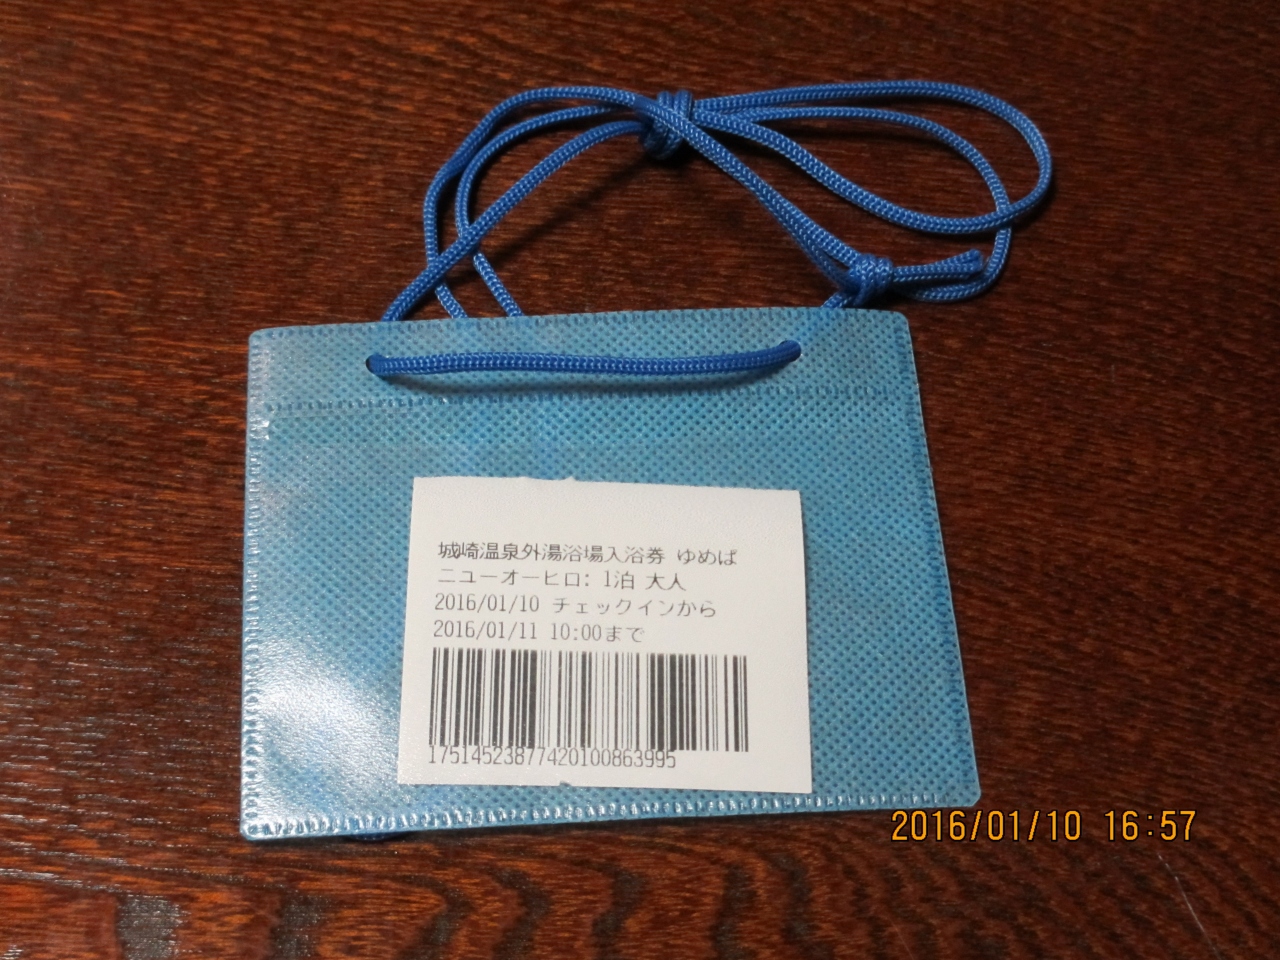 城崎温泉外湯浴場入浴券 ゆめぱ
ニューオーヒロ: 1泊 大人
2016/01/10 チェックインから
2016/01/11 10:00まで
17514523877420100863995
2016/01/10 16:57